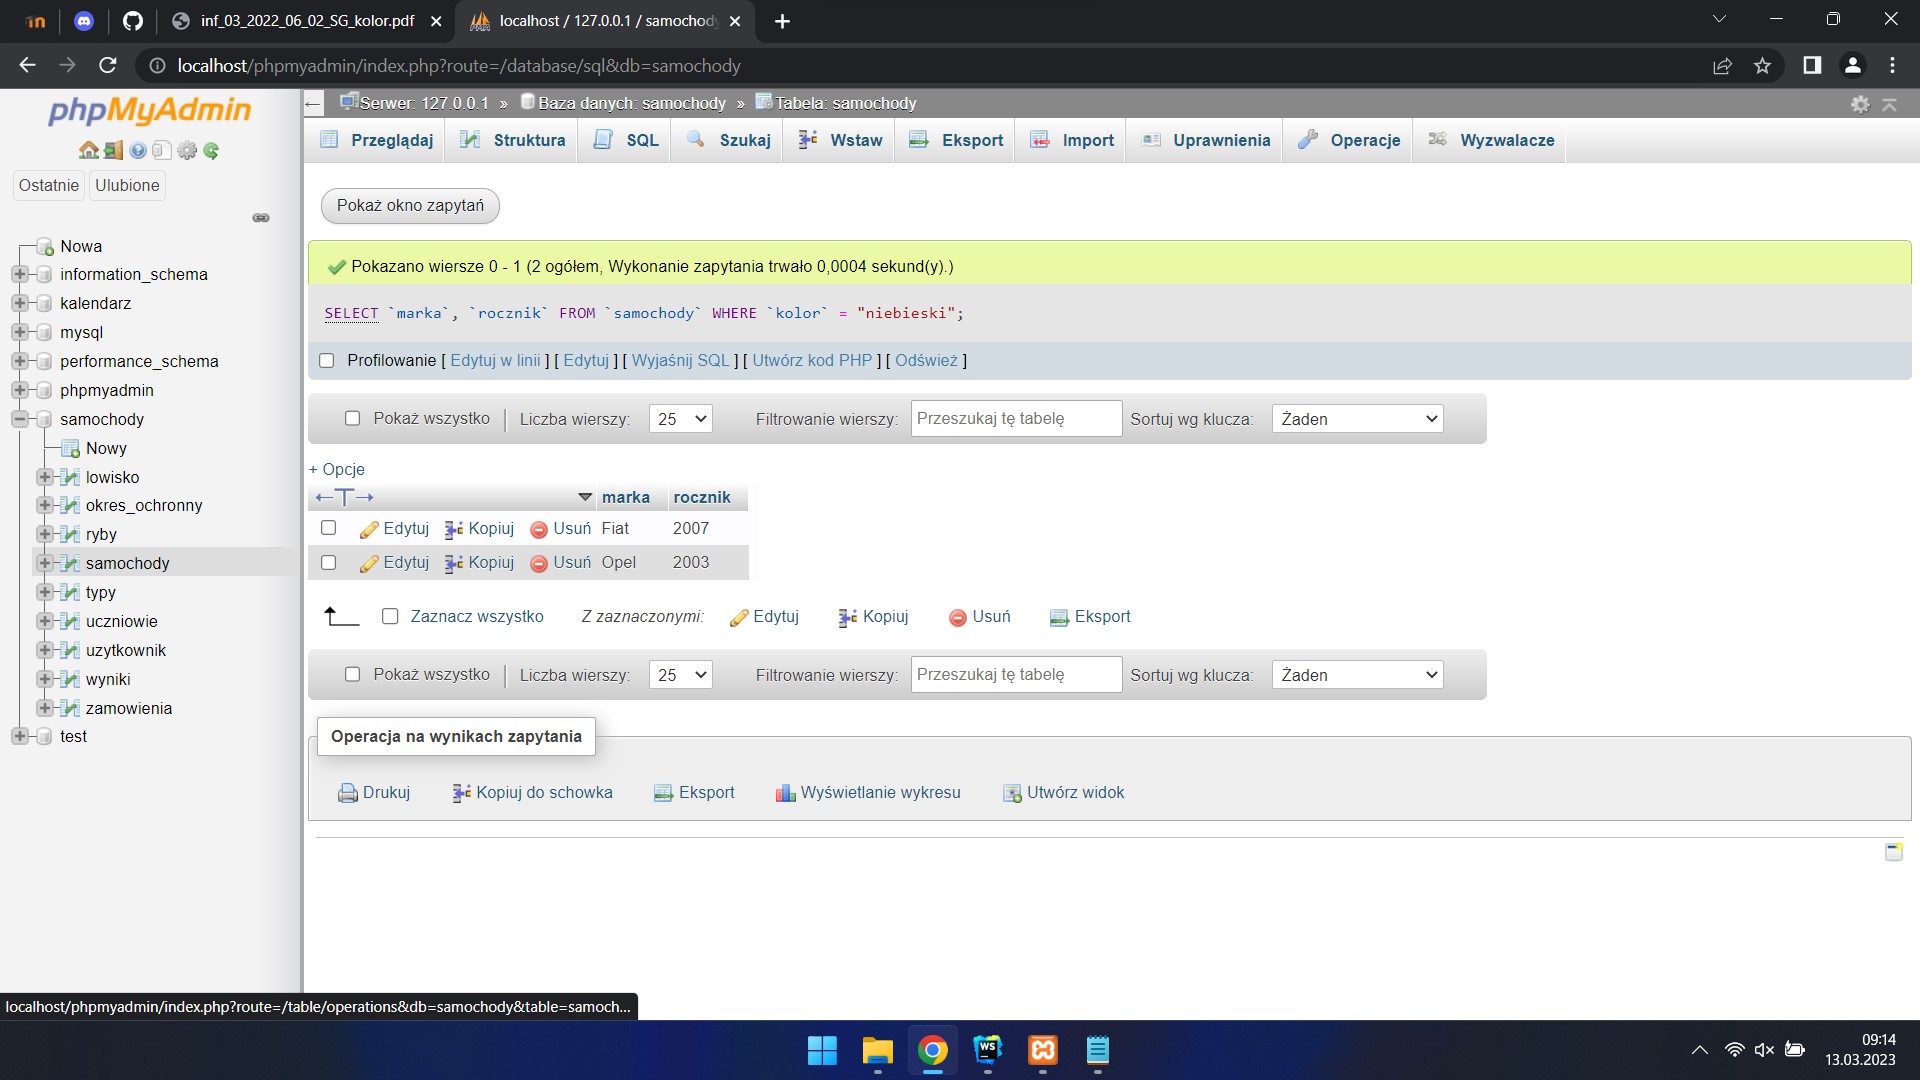 inf_03_2022_06_02_SG_kolor.pdf
localhost / 127.0.0.1 / samochody
localhost/phpmyadmin/index.php?route=/database/sql&db=samochody
phpMyAdmin
Ostatnie Ulubione
Nowa
information_schema
kalendarz
mysql
performance_schema
phpmyadmin
samochody
Nowy
lowisko
okres_ochronny
ryby
samochody
typy
uczniowie
uzytkownik
wyniki
zamowienia
test
Serwer: 127.0.0.1 » Baza danych: samochody » Tabela: samochody
Przeglądaj Struktura SQL Szukaj Wstaw Eksport Import Uprawnienia Operacje Wyzwalacze
Pokaż okno zapytań
Pokazano wiersze 0 - 1 (2 ogółem, Wykonanie zapytania trwało 0,0004 sekund(y).)
SELECT `marka`, `rocznik` FROM `samochody` WHERE `kolor` = "niebieski";
Profilowanie [ Edytuj w linii ] [ Edytuj ] [ Wyjaśnij SQL ] [ Utwórz kod PHP ] [ Odśwież ]
Pokaż wszystko | Liczba wierszy: 25 Filtrowanie wierszy: Przeszukaj tę tabelę Sortuj wg klucza: Żaden
+ Opcje
←T→ marka rocznik
Edytuj Kopiuj Usuń Fiat 2007
Edytuj Kopiuj Usuń Opel 2003
Zaznacz wszystko Z zaznaczonymi: Edytuj Kopiuj Usuń Eksport
Pokaż wszystko | Liczba wierszy: 25 Filtrowanie wierszy: Przeszukaj tę tabelę Sortuj wg klucza: Żaden
Operacja na wynikach zapytania
Drukuj Kopiuj do schowka Eksport Wyświetlanie wykresu Utwórz widok
localhost/phpmyadmin/index.php?route=/table/operations&db=samochody&table=samoch...
WS
09:14
13.03.2023